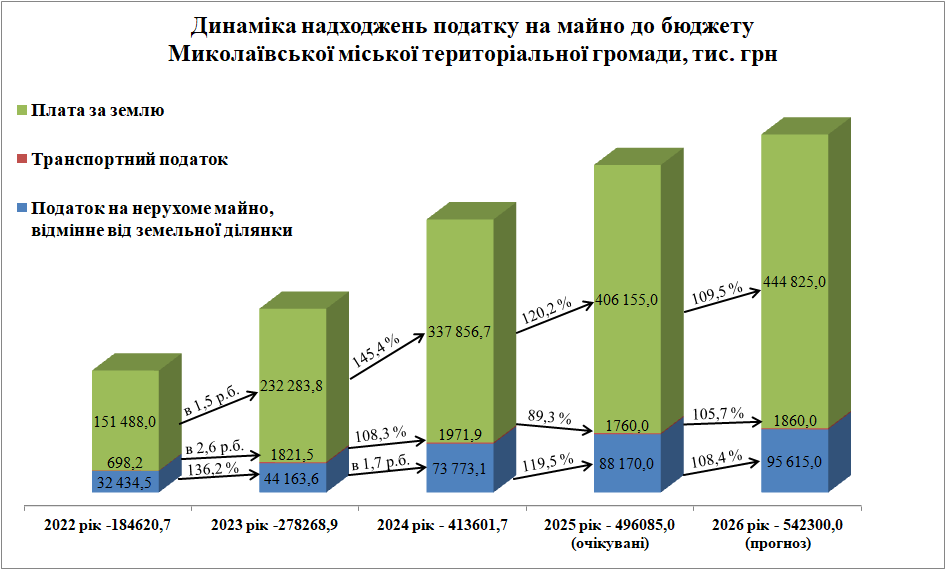 Динаміка надходжень податку на майно до бюджету
Миколаївської міської територіальної громади, тис. грн
Плата за землю
Транспортний податок
Податок на нерухоме майно,
відмінне від земельної ділянки
151 488,0
698,2
32 434,5
в 1,5 р.б.
в 2,6 р.б.
136,2 %
232 283,8
1821,5
44 163,6
145,4 %
108,3 %
в 1,7 р.б.
337 856,7
1971,9
73 773,1
120,2 %
89,3 %
119,5 %
406 155,0
1760,0
88 170,0
109,5 %
105,7 %
108,4 %
444 825,0
1860,0
95 615,0
2022 рік -184620,7
2023 рік -278268,9
2024 рік - 413601,7
2025 рік - 496085,0
(очікувані)
2026 рік - 542300,0
(прогноз)